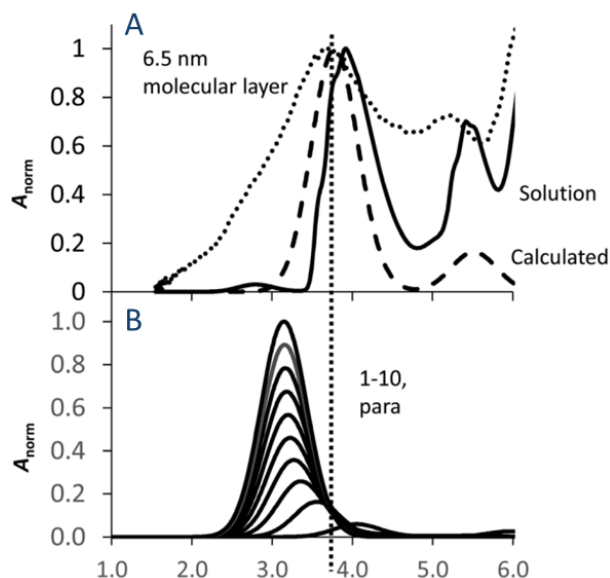 A
6.5 nm
molecular layer
A_norm
1
0.8
0.6
0.4
0.2
0
Solution
Calculated
B
A_norm
1.0
0.8
0.6
0.4
0.2
0.0
1-10,
para
1.0 2.0 3.0 4.0 5.0 6.0